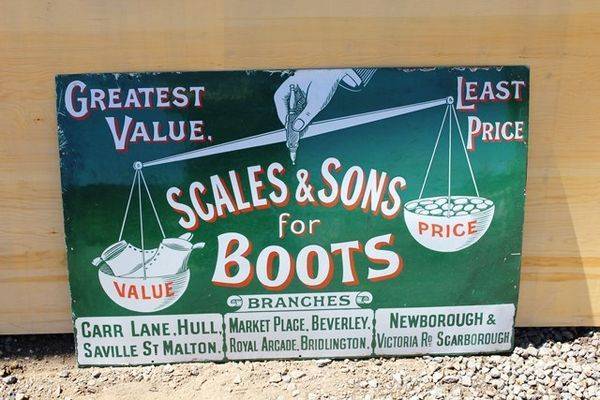 GREATEST
VALUE.
LEAST
PRICE
SCALES & SONS
for
BOOTS
VALUE
PRICE
BRANCHES
CARR LANE, HULL,
SAVILLE ST MALTON.
MARKET PLACE, BEVERLEY.
ROYAL ARCADE, BRIDLINGTON.
NEWBOROUGH &
VICTORIA RD SCARBOROUGH